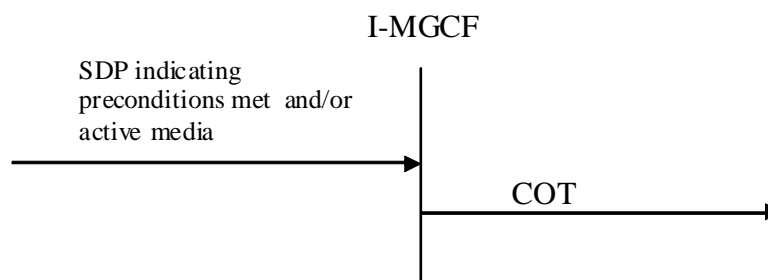 I-MGCF
SDP indicating
preconditions met and/or
active media
COT